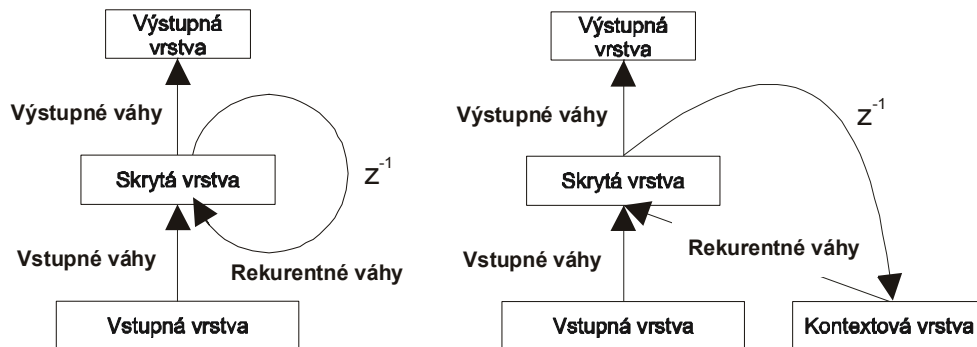 Výstupná
vrstva
Výstupné váhy
Skrytá vrstva
z-1
Vstupné váhy
Rekurentné váhy
Vstupná vrstva
Výstupná
vrstva
Výstupné váhy
z-1
Skrytá vrstva
Rekurentné váhy
Vstupné váhy
Vstupná vrstva
Kontextová vrstva